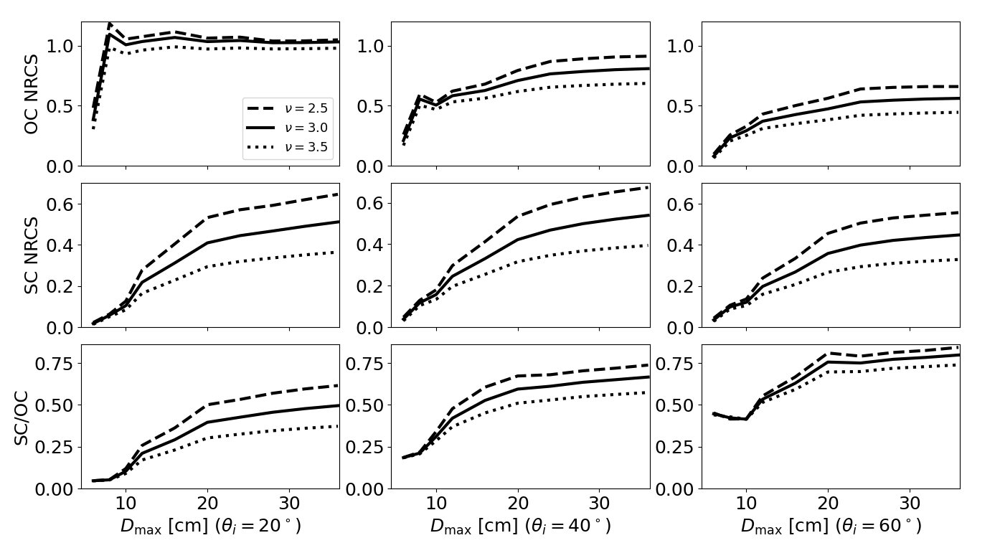 OC NRCS
1.0
0.5
0.0
1.0
0.5
0.0
1.0
0.5
0.0
ν = 2.5
ν = 3.0
ν = 3.5
SC NRCS
0.6
0.4
0.2
0.0
0.6
0.4
0.2
0.0
0.6
0.4
0.2
0.0
SC/OC
0.75
0.50
0.25
0.00
0.75
0.50
0.25
0.00
0.75
0.50
0.25
0.00
10 20 30
10 20 30
10 20 30
D_max [cm] (θ_i = 20°)
D_max [cm] (θ_i = 40°)
D_max [cm] (θ_i = 60°)